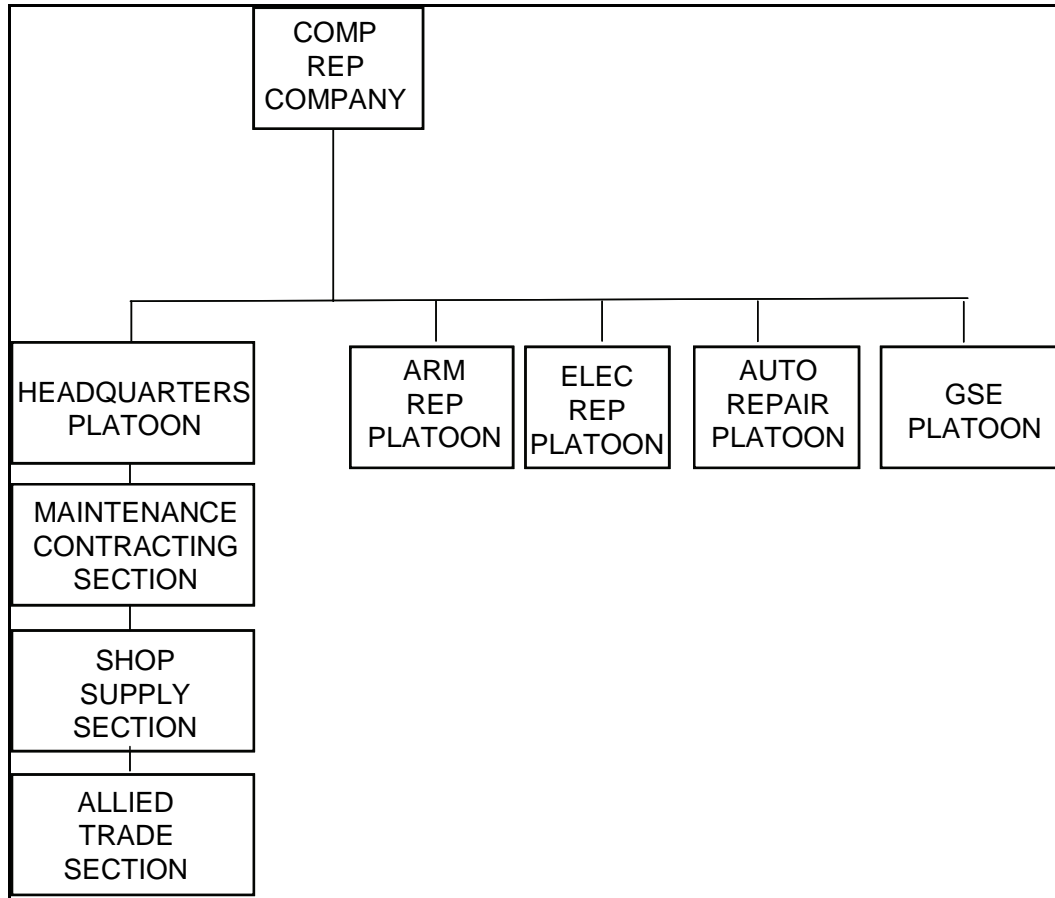 COMP
REP
COMPANY
HEADQUARTERS
PLATOON
ARM
REP
PLATOON
ELEC
REP
PLATOON
AUTO
REPAIR
PLATOON
GSE
PLATOON
MAINTENANCE
CONTRACTING
SECTION
SHOP
SUPPLY
SECTION
ALLIED
TRADE
SECTION